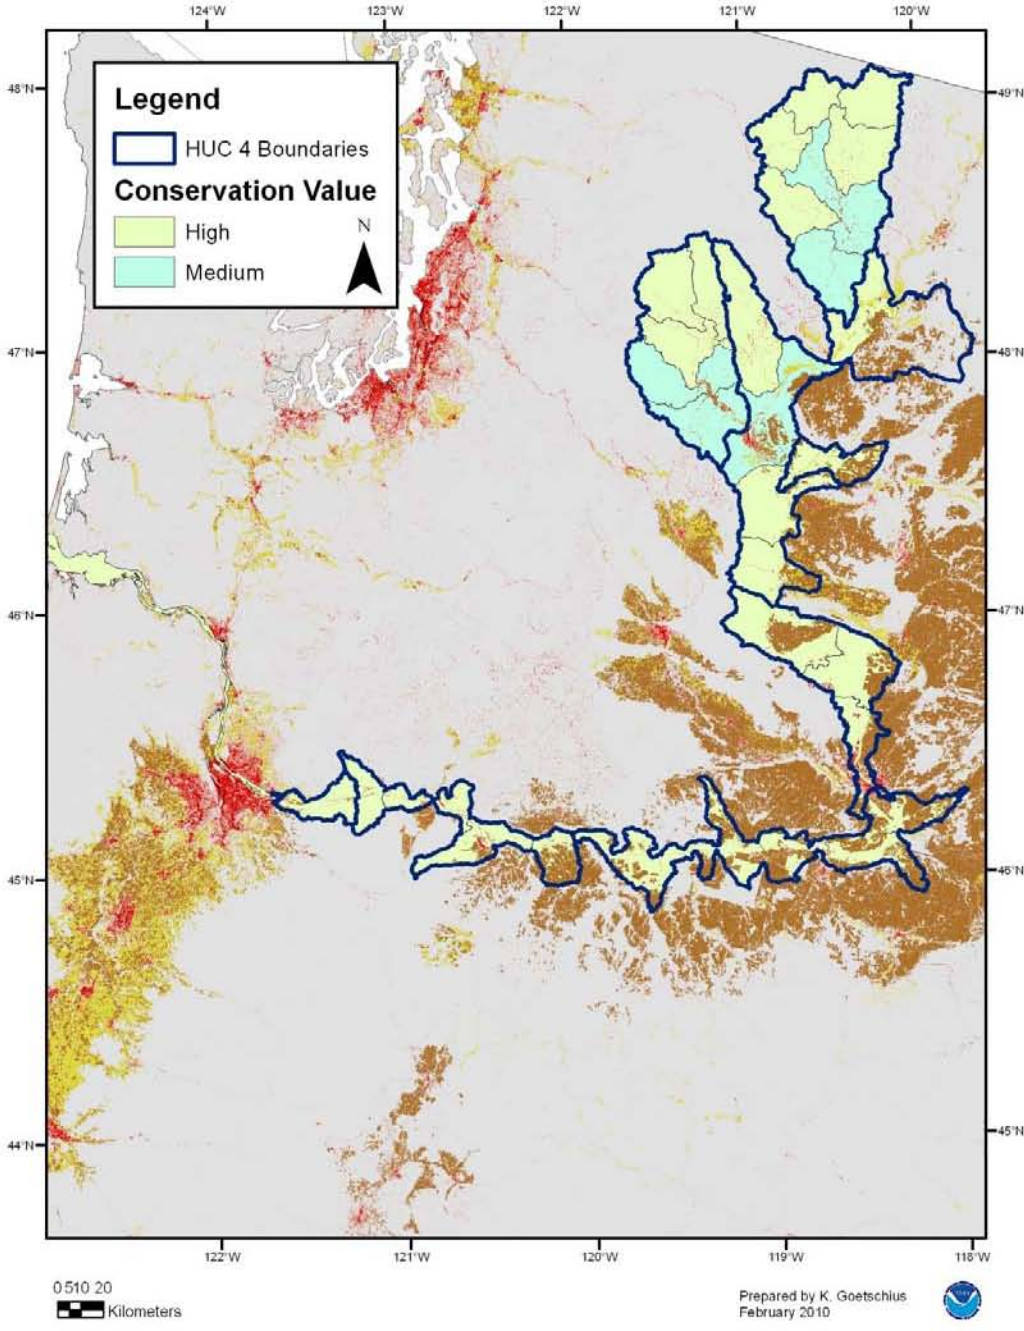 124°W 123°W 122°W 121°W 120°W
48°N
49°N
Legend
HUC 4 Boundaries
Conservation Value
High
Medium
N
47°N
48°N
46°N
47°N
45°N
46°N
44°N
45°N
122°W 121°W 120°W 119°W 118°W
0 5 10 20
Kilometers
Prepared by K. Goetschius
February 2010